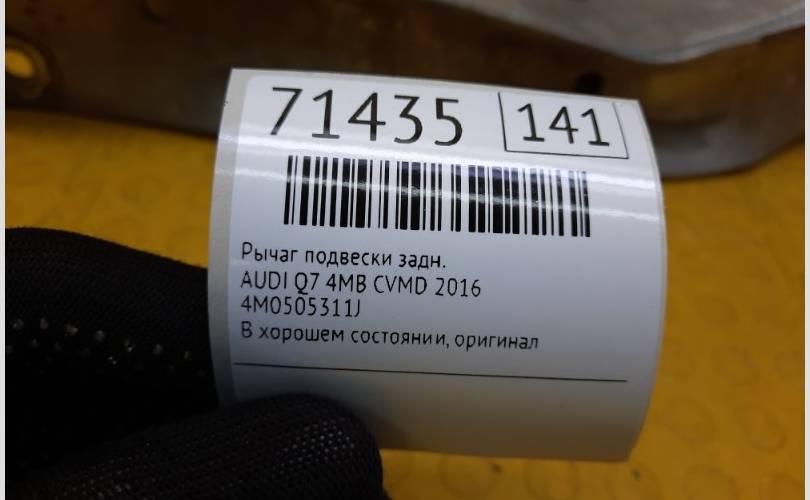 71435 141
Рычаг подвески задн.
AUDI Q7 4MB CVMD 2016
4M0505311J
В хорошем состоянии, оригинал